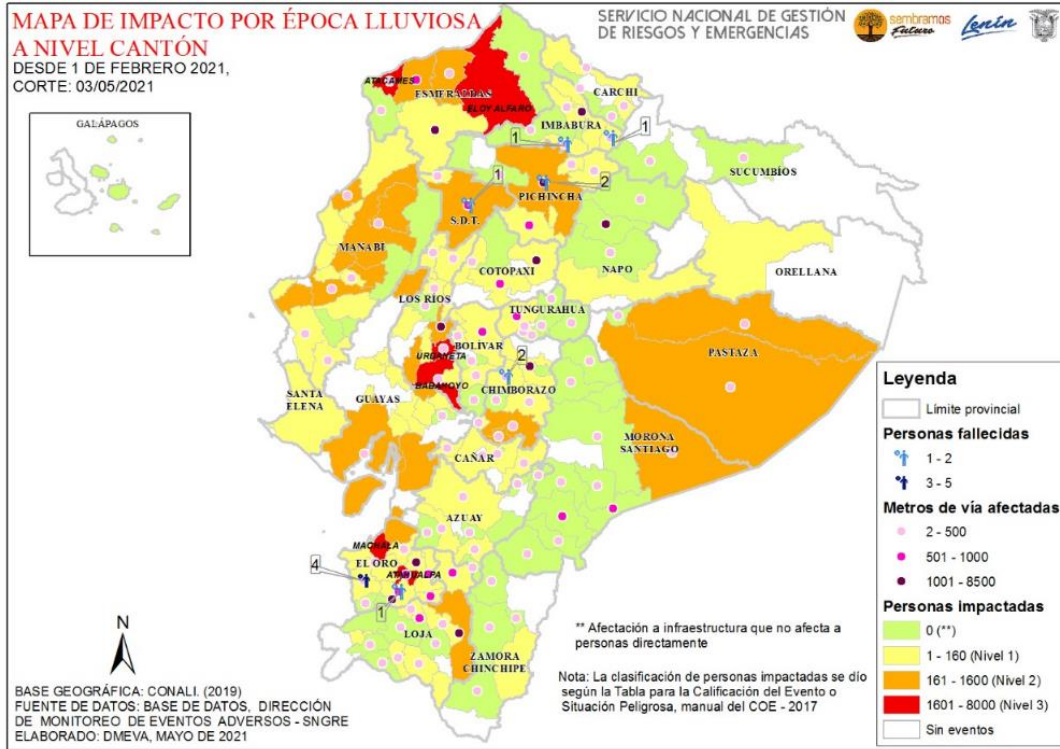 MAPA DE IMPACTO POR ÉPOCA LLUVIOSA
A NIVEL CANTÓN
DESDE 1 DE FEBRERO 2021,
CORTE: 03/05/2021
SERVICIO NACIONAL DE GESTIÓN
DE RIESGOS Y EMERGENCIAS
sembramos
Futuro
Lenín
GALÁPAGOS
ATACAMES
ESMERALDAS
ELOY ALFARO
CARCHI
IMBABURA
1
1
SUCUMBÍOS
1
PICHINCHA
2
S.D.T.
MANABI
COTOPAXI
NAPO
ORELLANA
LOS RÍOS
TUNGURAHUA
BOLÍVAR
URDANETA
2
PASTAZA
BABAHOYO
CHIMBORAZO
SANTA
ELENA
GUAYAS
MORONA
SANTIAGO
CAÑAR
AZUAY
MACHALA
EL ORO
4
ATAHUALPA
1
LOJA
ZAMORA
CHINCHIPE
N
Leyenda
Límite provincial
Personas fallecidas
1 - 2
3 - 5
Metros de vía afectadas
2 - 500
501 - 1000
1001 - 8500
Personas impactadas
0 (**)
1 - 160 (Nivel 1)
161 - 1600 (Nivel 2)
1601 - 8000 (Nivel 3)
Sin eventos
** Afectación a infraestructura que no afecta a
personas directamente
Nota: La clasificación de personas impactadas se dío
según la Tabla para la Calificación del Evento o
Situación Peligrosa, manual del COE - 2017
BASE GEOGRÁFICA: CONALI. (2019)
FUENTE DE DATOS: BASE DE DATOS, DIRECCIÓN
DE MONITOREO DE EVENTOS ADVERSOS - SNGRE
ELABORADO: DMEVA, MAYO DE 2021